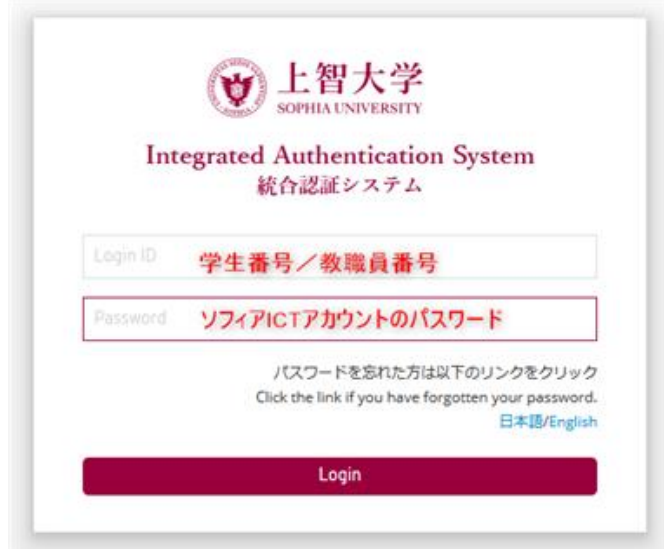 上智大学
SOPHIA UNIVERSITY
Integrated Authentication System
統合認証システム
Login ID 学生番号／教職員番号
Password ソフィアICTアカウントのパスワード
パスワードを忘れた方は以下のリンクをクリック
Click the link if you have forgotten your password.
日本語/English
Login